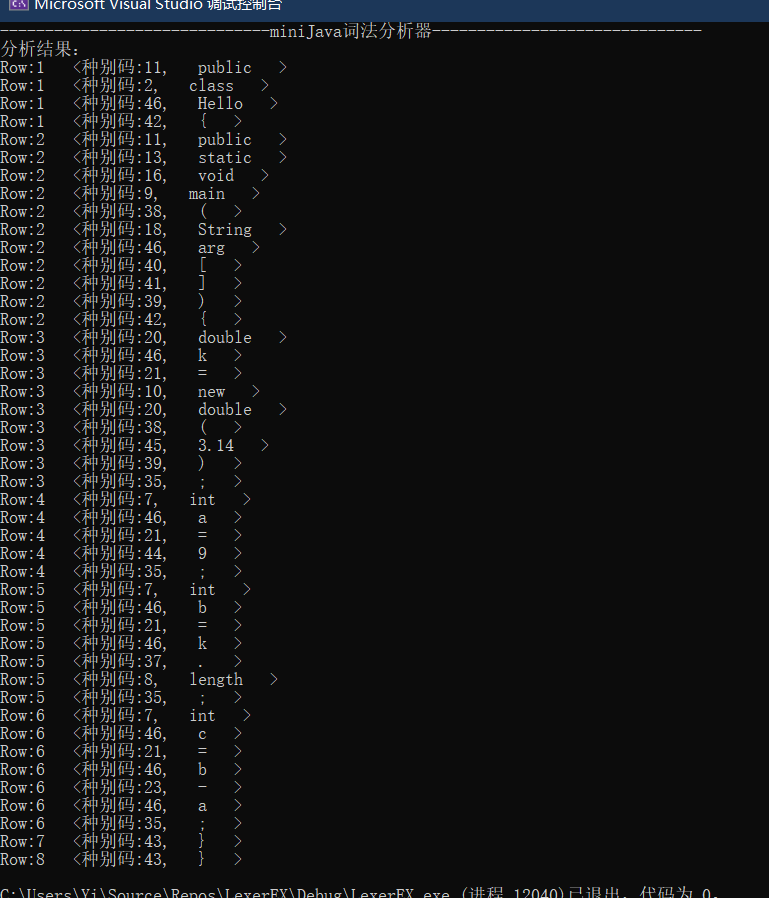 Microsoft Visual Studio 调试控制台
------------------------------miniJava词法分析器------------------------------
分析结果:
Row:1   <种别码:11,   public   >
Row:1   <种别码:2,   class   >
Row:1   <种别码:46,   Hello   >
Row:1   <种别码:42,   {   >
Row:2   <种别码:11,   public   >
Row:2   <种别码:13,   static   >
Row:2   <种别码:16,   void   >
Row:2   <种别码:9,   main   >
Row:2   <种别码:38,   (   >
Row:2   <种别码:18,   String   >
Row:2   <种别码:46,   arg   >
Row:2   <种别码:40,   [   >
Row:2   <种别码:41,   ]   >
Row:2   <种别码:39,   )   >
Row:2   <种别码:42,   {   >
Row:3   <种别码:20,   double   >
Row:3   <种别码:46,   k   >
Row:3   <种别码:21,   =   >
Row:3   <种别码:10,   new   >
Row:3   <种别码:20,   double   >
Row:3   <种别码:38,   (   >
Row:3   <种别码:45,   3.14   >
Row:3   <种别码:39,   )   >
Row:3   <种别码:35,   ;   >
Row:4   <种别码:7,   int   >
Row:4   <种别码:46,   a   >
Row:4   <种别码:21,   =   >
Row:4   <种别码:44,   9   >
Row:4   <种别码:35,   ;   >
Row:5   <种别码:7,   int   >
Row:5   <种别码:46,   b   >
Row:5   <种别码:21,   =   >
Row:5   <种别码:46,   k   >
Row:5   <种别码:37,   .   >
Row:5   <种别码:8,   length   >
Row:5   <种别码:35,   ;   >
Row:6   <种别码:7,   int   >
Row:6   <种别码:46,   c   >
Row:6   <种别码:21,   =   >
Row:6   <种别码:46,   b   >
Row:6   <种别码:23,   -   >
Row:6   <种别码:46,   a   >
Row:6   <种别码:35,   ;   >
Row:7   <种别码:43,   }   >
Row:8   <种别码:43,   }   >
C:\Users\Yi\Source\Repos\LexerEX\Debug\LexerEX.exe (进程 12040)已退出，代码为 0。